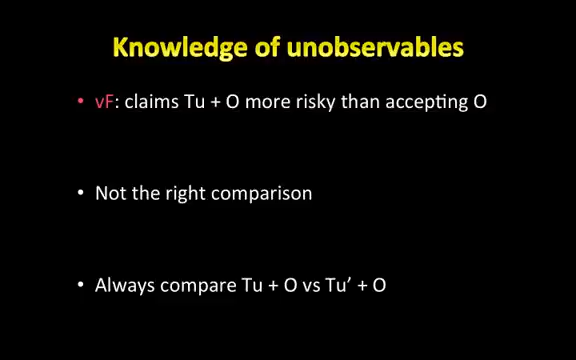 Knowledge of unobservables
• vF: claims Tu + O more risky than accepting O
• Not the right comparison
• Always compare Tu + O vs Tu’ + O